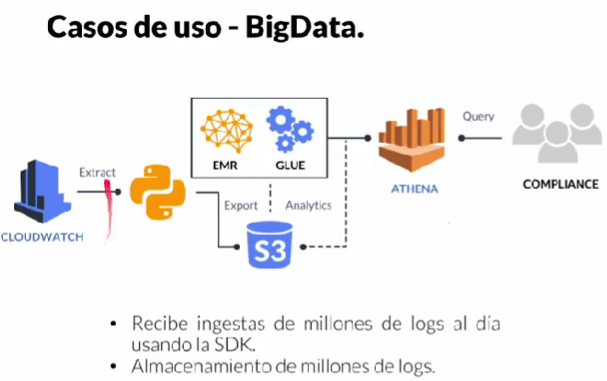 Casos de uso - BigData.
Query
EMR
GLUE
Extract
ATHENA
COMPLIANCE
Export
Analytics
CLOUDWATCH
S3
• Recibe ingestas de millones de logs al día
usando la SDK.
• Almacenamiento de millones de logs.